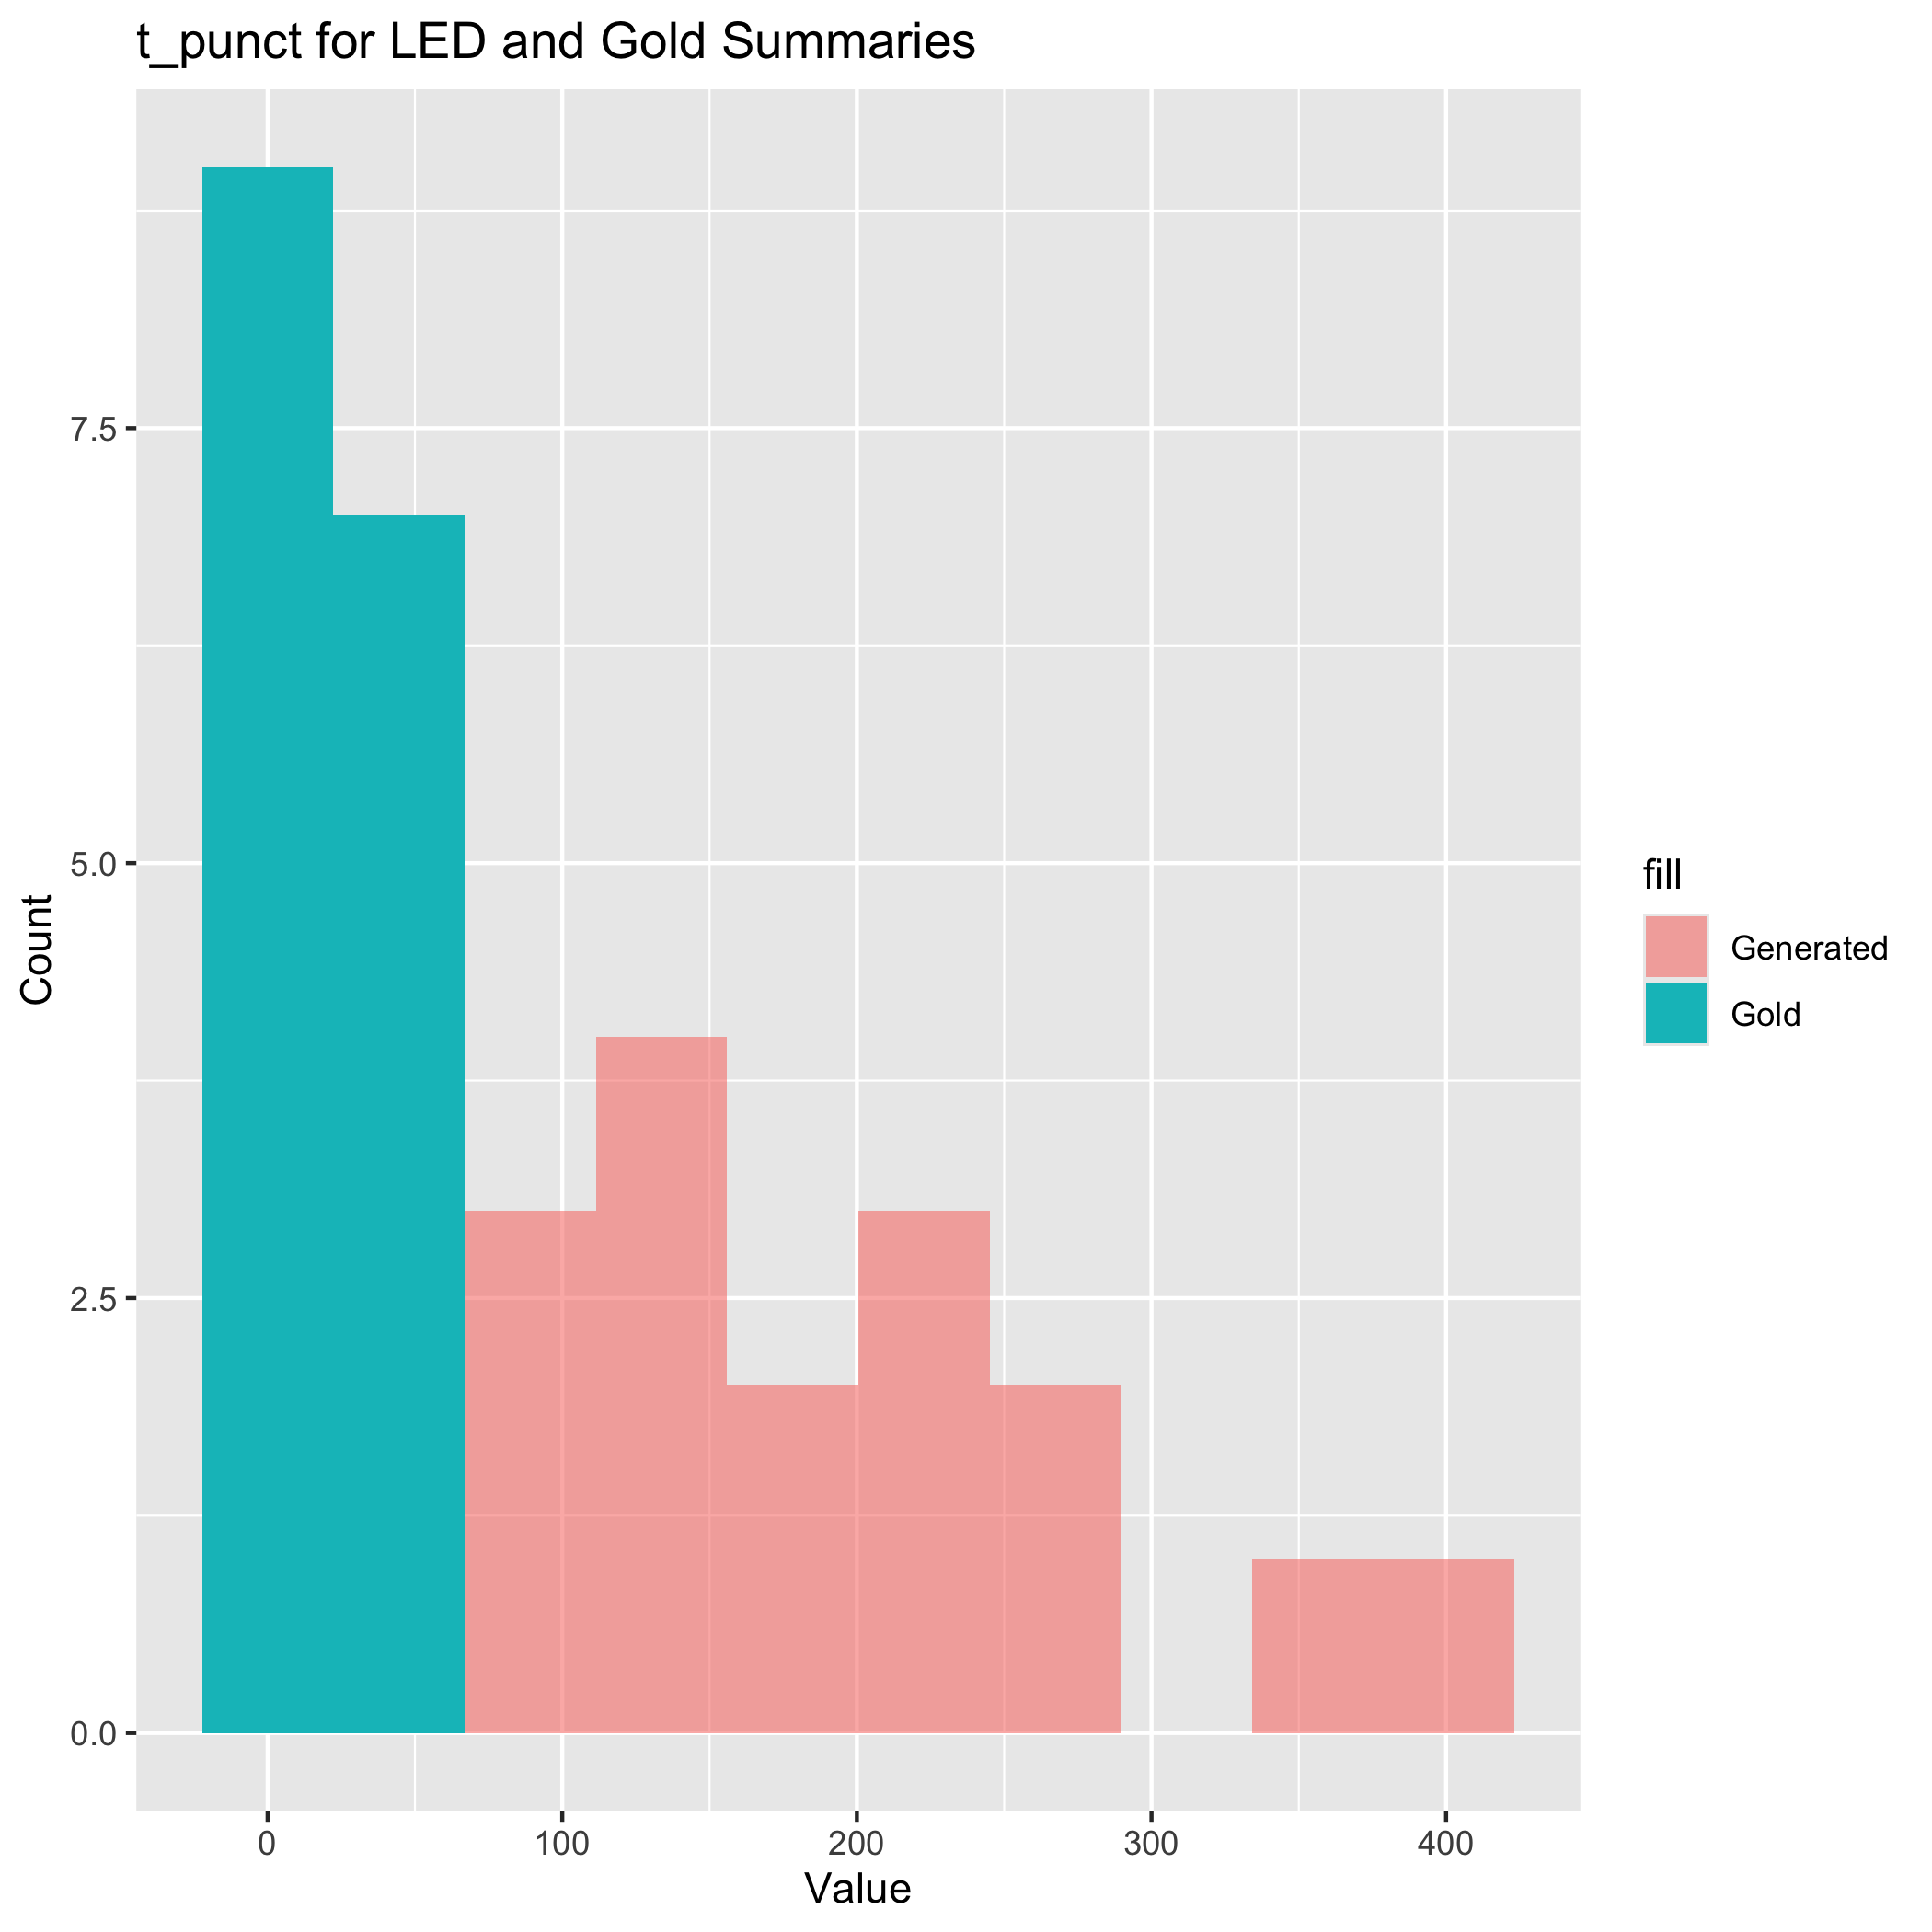 t_punct for LED and Gold Summaries
7.5
5.0
2.5
0.0
Count
0 100 200 300 400
Value
fill
Generated
Gold